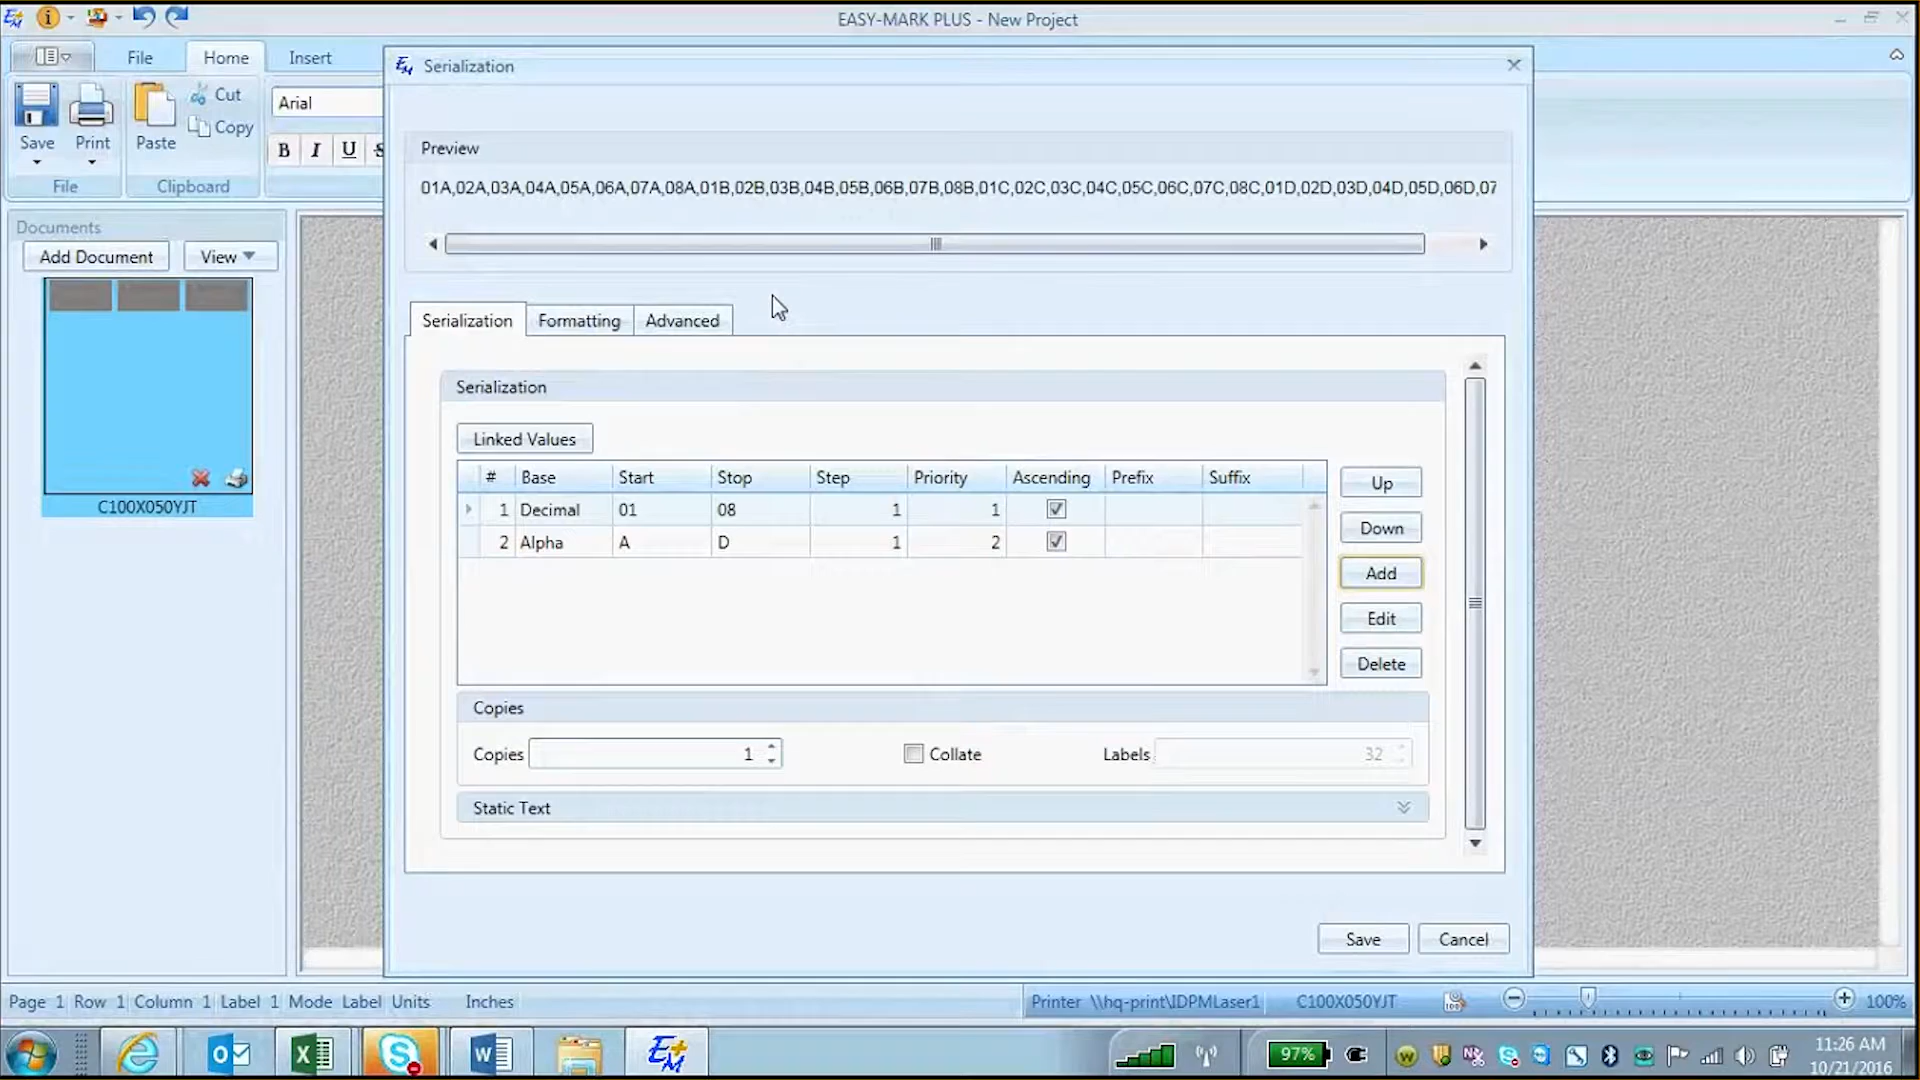 EASY-MARK PLUS - New Project
File
Home
Insert
Serialization
Save
Print
Paste
Cut
Copy
Arial
B I U S
File
Clipboard
Preview
01A,02A,03A,04A,05A,06A,07A,08A,01B,02B,03B,04B,05B,06B,07B,08B,01C,02C,03C,04C,05C,06C,07C,08C,01D,02D,03D,04D,05D,06D,07
Documents
Add Document
View
C100X050YJT
Serialization
Formatting
Advanced
Serialization
Linked Values
# Base Start Stop Step Priority Ascending Prefix Suffix
1 Decimal 01 08 1 1
2 Alpha A D 1 2
Up
Down
Add
Edit
Delete
Copies
Copies 1
Collate
Labels 32
Static Text
Save
Cancel
Page 1 Row 1 Column 1 Label 1 Mode Label Units Inches
Printer \\hq-print\IDPMLaser1
C100X050YJT
100%
97%
11:26 AM
10/21/2016